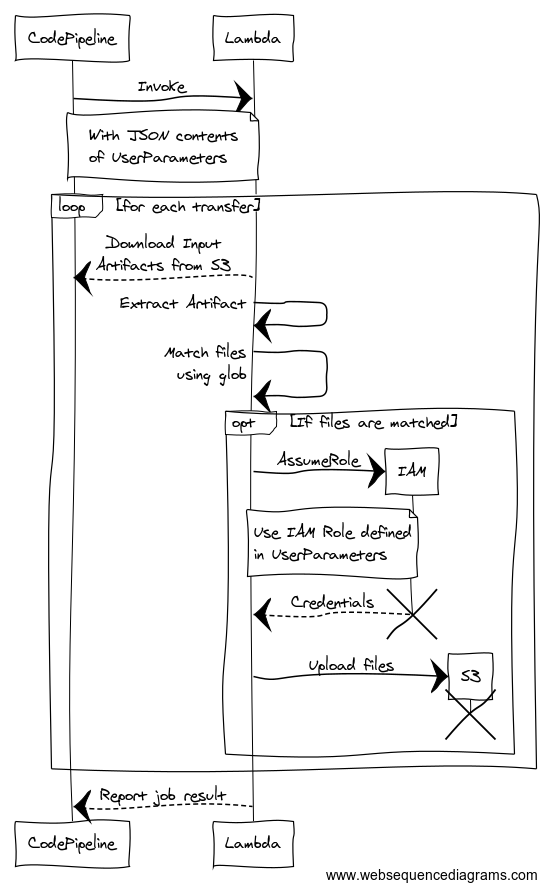 CodePipeline
Lambda
Invoke
With JSON contents
of UserParameters
loop
[for each transfer]
Download Input
Artifacts from S3
Extract Artifact
Match files
using glob
opt
[If files are matched]
AssumeRole
IAM
Use IAM Role defined
in UserParameters
Credentials
Upload files
S3
Report job result
CodePipeline
Lambda
www.websequencediagrams.com